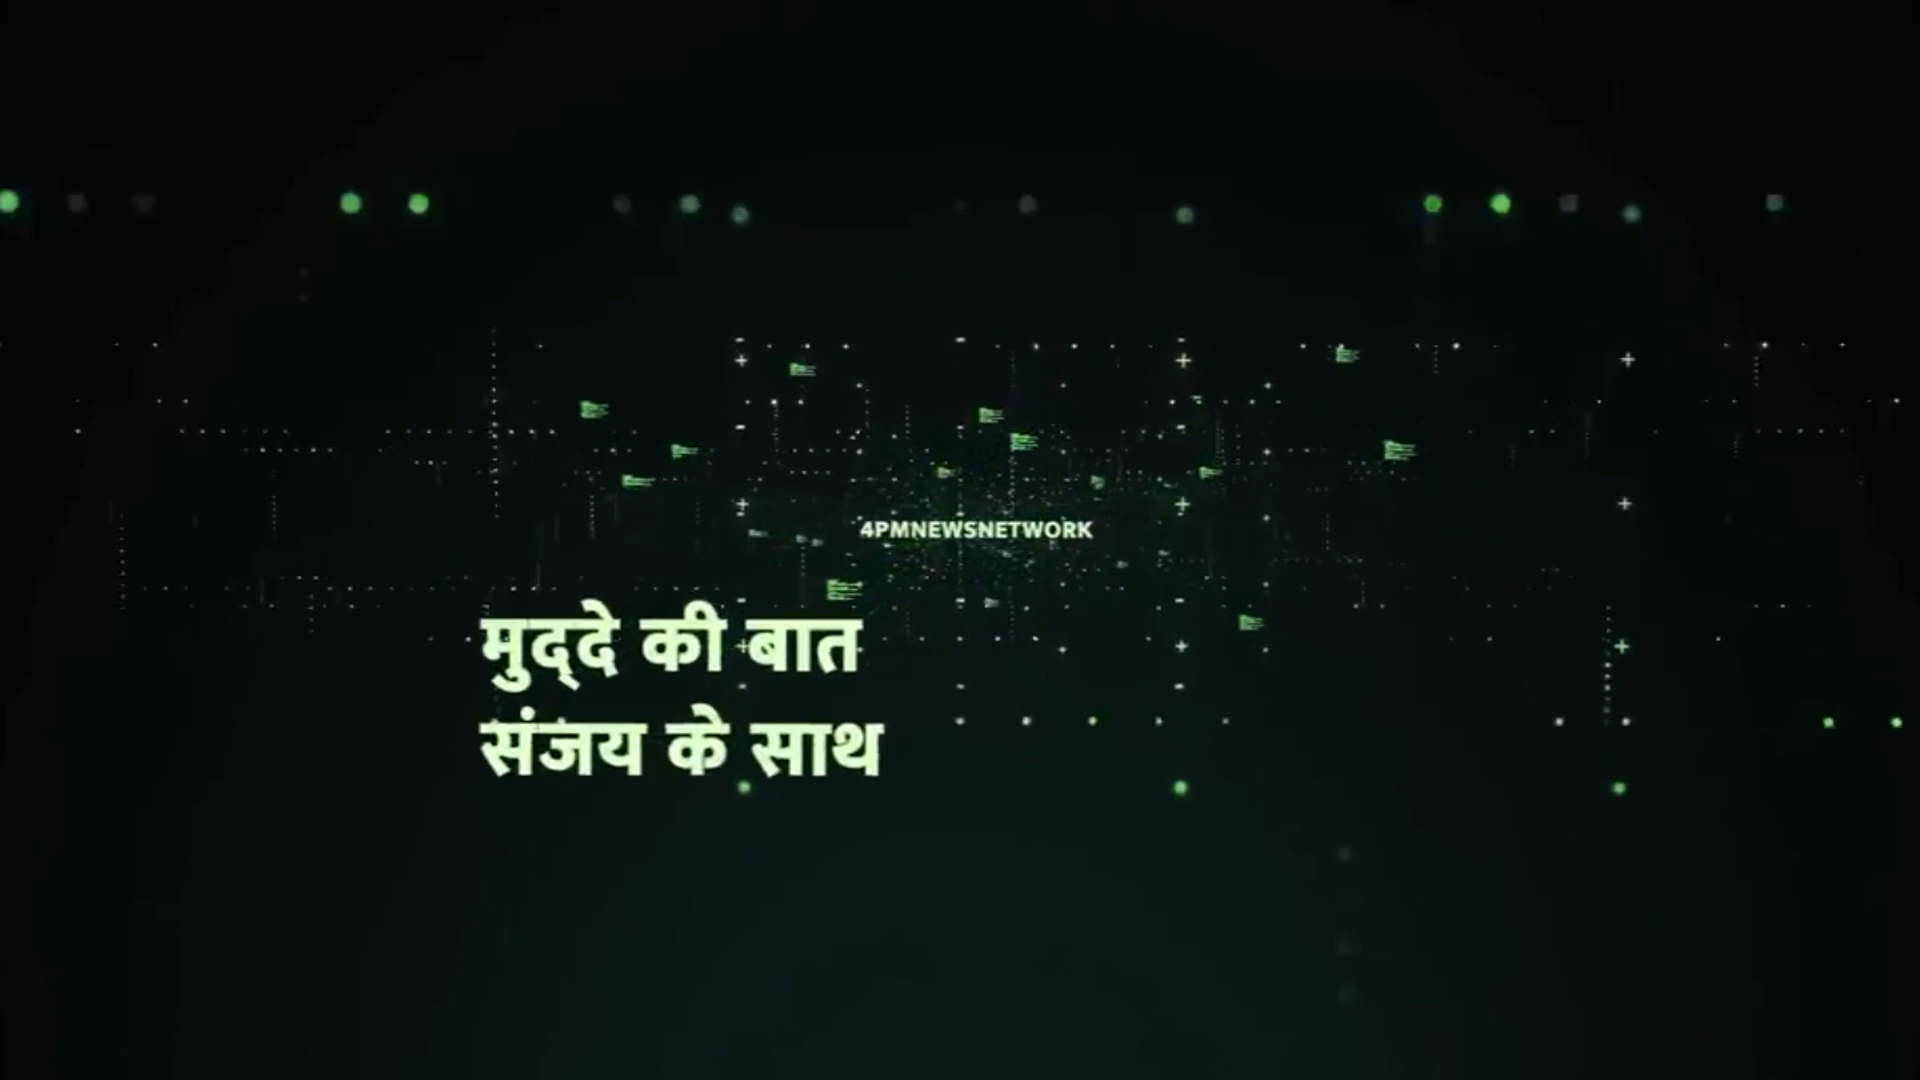 4PMNEWSNETWORK
मुद्दे की बात
संजय के साथ